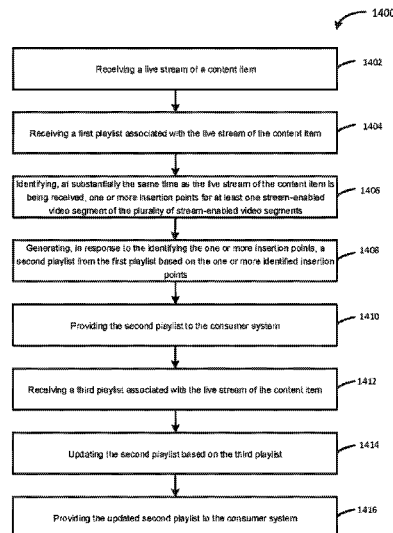 1400
Receiving a live stream of a content item
1402
Receiving a first playlist associated with the live stream of the content item
1404
Identifying, at substantially the same time as the live stream of the content item is
being received, one or more insertion points for at least one stream-enabled
video segment of the plurality of stream-enabled video segments
1406
Generating, in response to the identifying the one or more insertion points, a
second playlist from the first playlist based on the one or more identified insertion
points
1408
Providing the second playlist to the consumer system
1410
Receiving a third playlist associated with the live stream of the content item
1412
Updating the second playlist based on the third playlist
1414
Providing the updated second playlist to the consumer system
1416